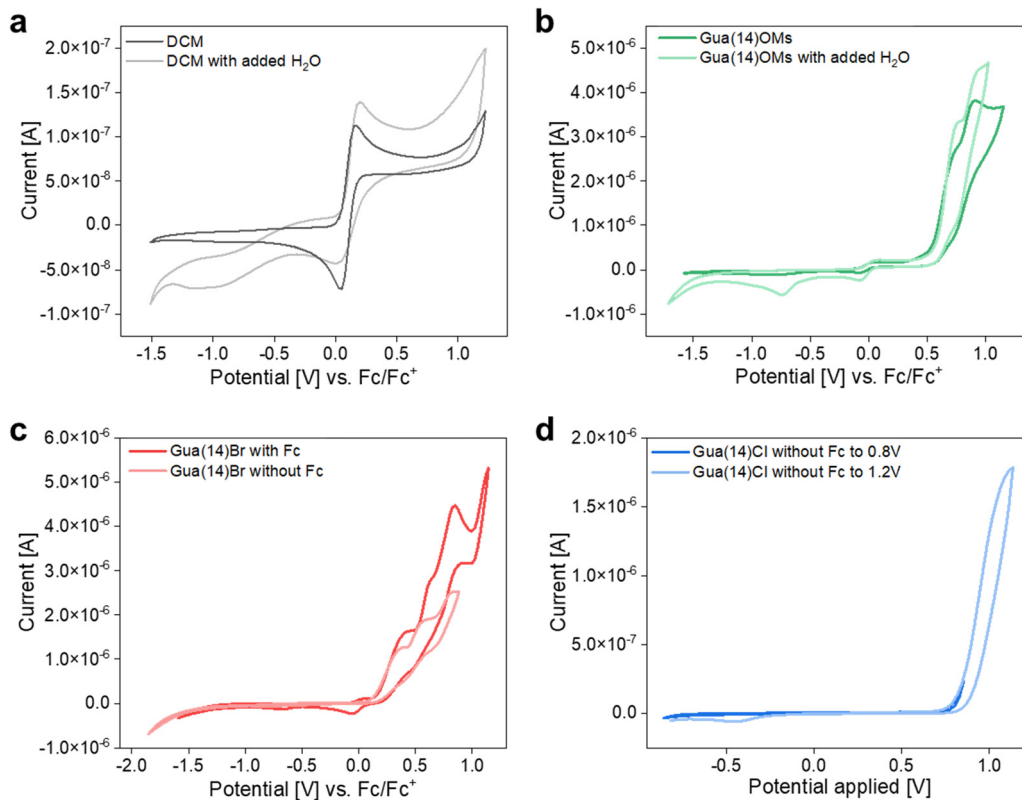 a
DCM
DCM with added H₂O
2.0×10⁻⁷
1.5×10⁻⁷
1.0×10⁻⁷
5.0×10⁻⁸
0.0
-5.0×10⁻⁸
-1.0×10⁻⁷
Current [A]
-1.5 -1.0 -0.5 0.0 0.5 1.0
Potential [V] vs. Fc/Fc⁺
b
Gua(14)OMs
Gua(14)OMs with added H₂O
5.0×10⁻⁶
4.0×10⁻⁶
3.0×10⁻⁶
2.0×10⁻⁶
1.0×10⁻⁶
0.0
-1.0×10⁻⁶
Current [A]
-1.5 -1.0 -0.5 0.0 0.5 1.0
Potential [V] vs. Fc/Fc⁺
c
Gua(14)Br with Fc
Gua(14)Br without Fc
6.0×10⁻⁶
5.0×10⁻⁶
4.0×10⁻⁶
3.0×10⁻⁶
2.0×10⁻⁶
1.0×10⁻⁶
0.0
-1.0×10⁻⁶
Current [A]
-2.0 -1.5 -1.0 -0.5 0.0 0.5 1.0
Potential [V] vs. Fc/Fc⁺
d
Gua(14)Cl without Fc to 0.8V
Gua(14)Cl without Fc to 1.2V
2.0×10⁻⁶
1.5×10⁻⁶
1.0×10⁻⁶
5.0×10⁻⁷
0.0
Current [A]
-0.5 0.0 0.5 1.0
Potential applied [V]